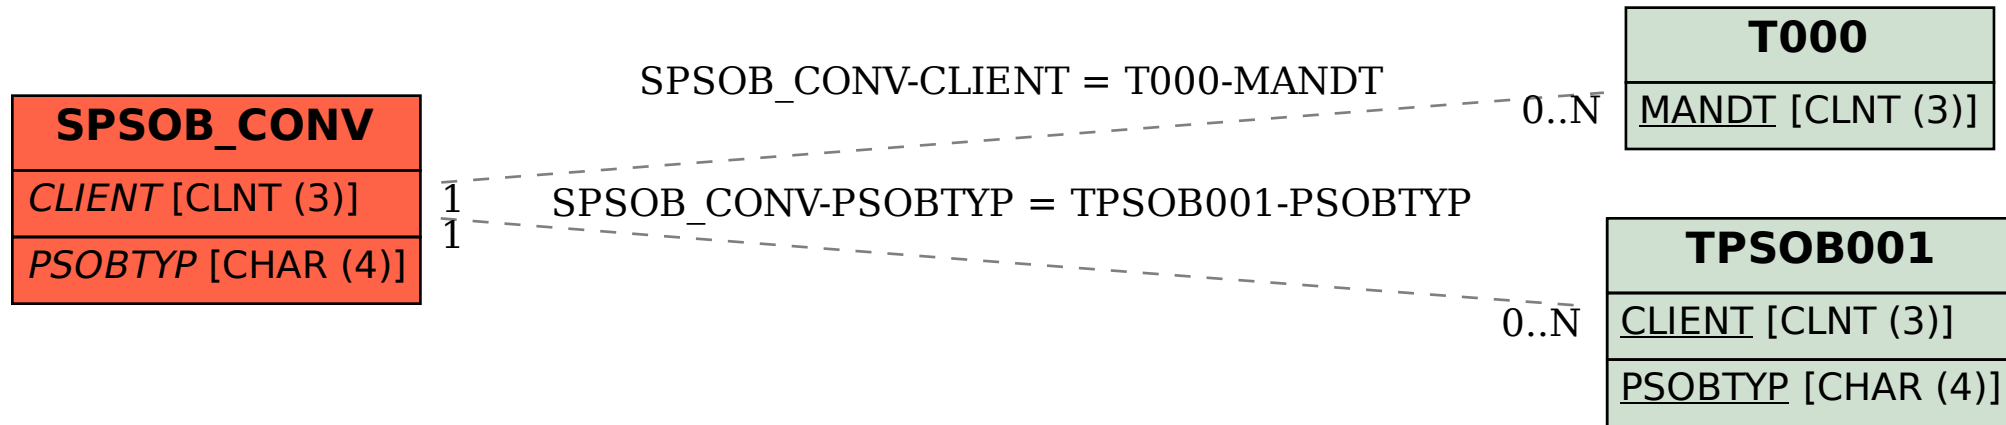 SPSOB_CONV
CLIENT [CLNT (3)]
PSOBTYP [CHAR (4)]
SPSOB_CONV-CLIENT = T000-MANDT
1
0..N
SPSOB_CONV-PSOBTYP = TPSOB001-PSOBTYP
1
0..N
T000
MANDT [CLNT (3)]
TPSOB001
CLIENT [CLNT (3)]
PSOBTYP [CHAR (4)]